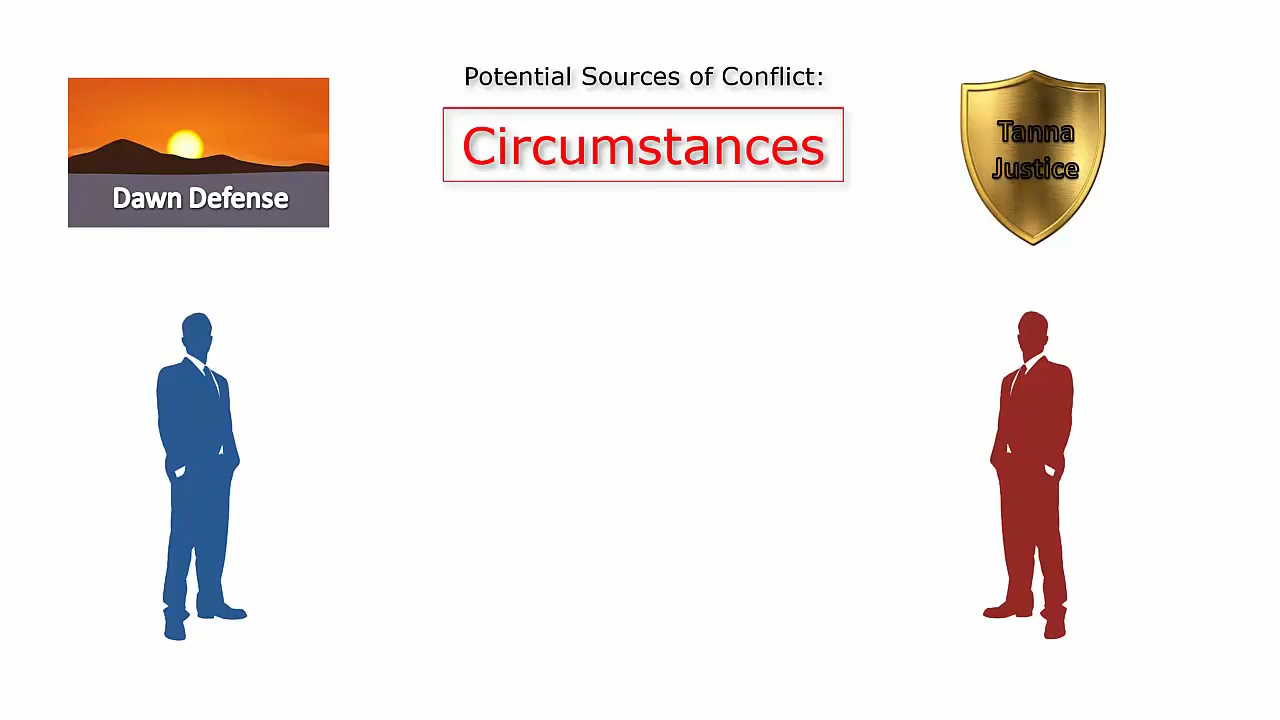 Potential Sources of Conflict:
Circumstances
Dawn Defense
Tanna
Justice